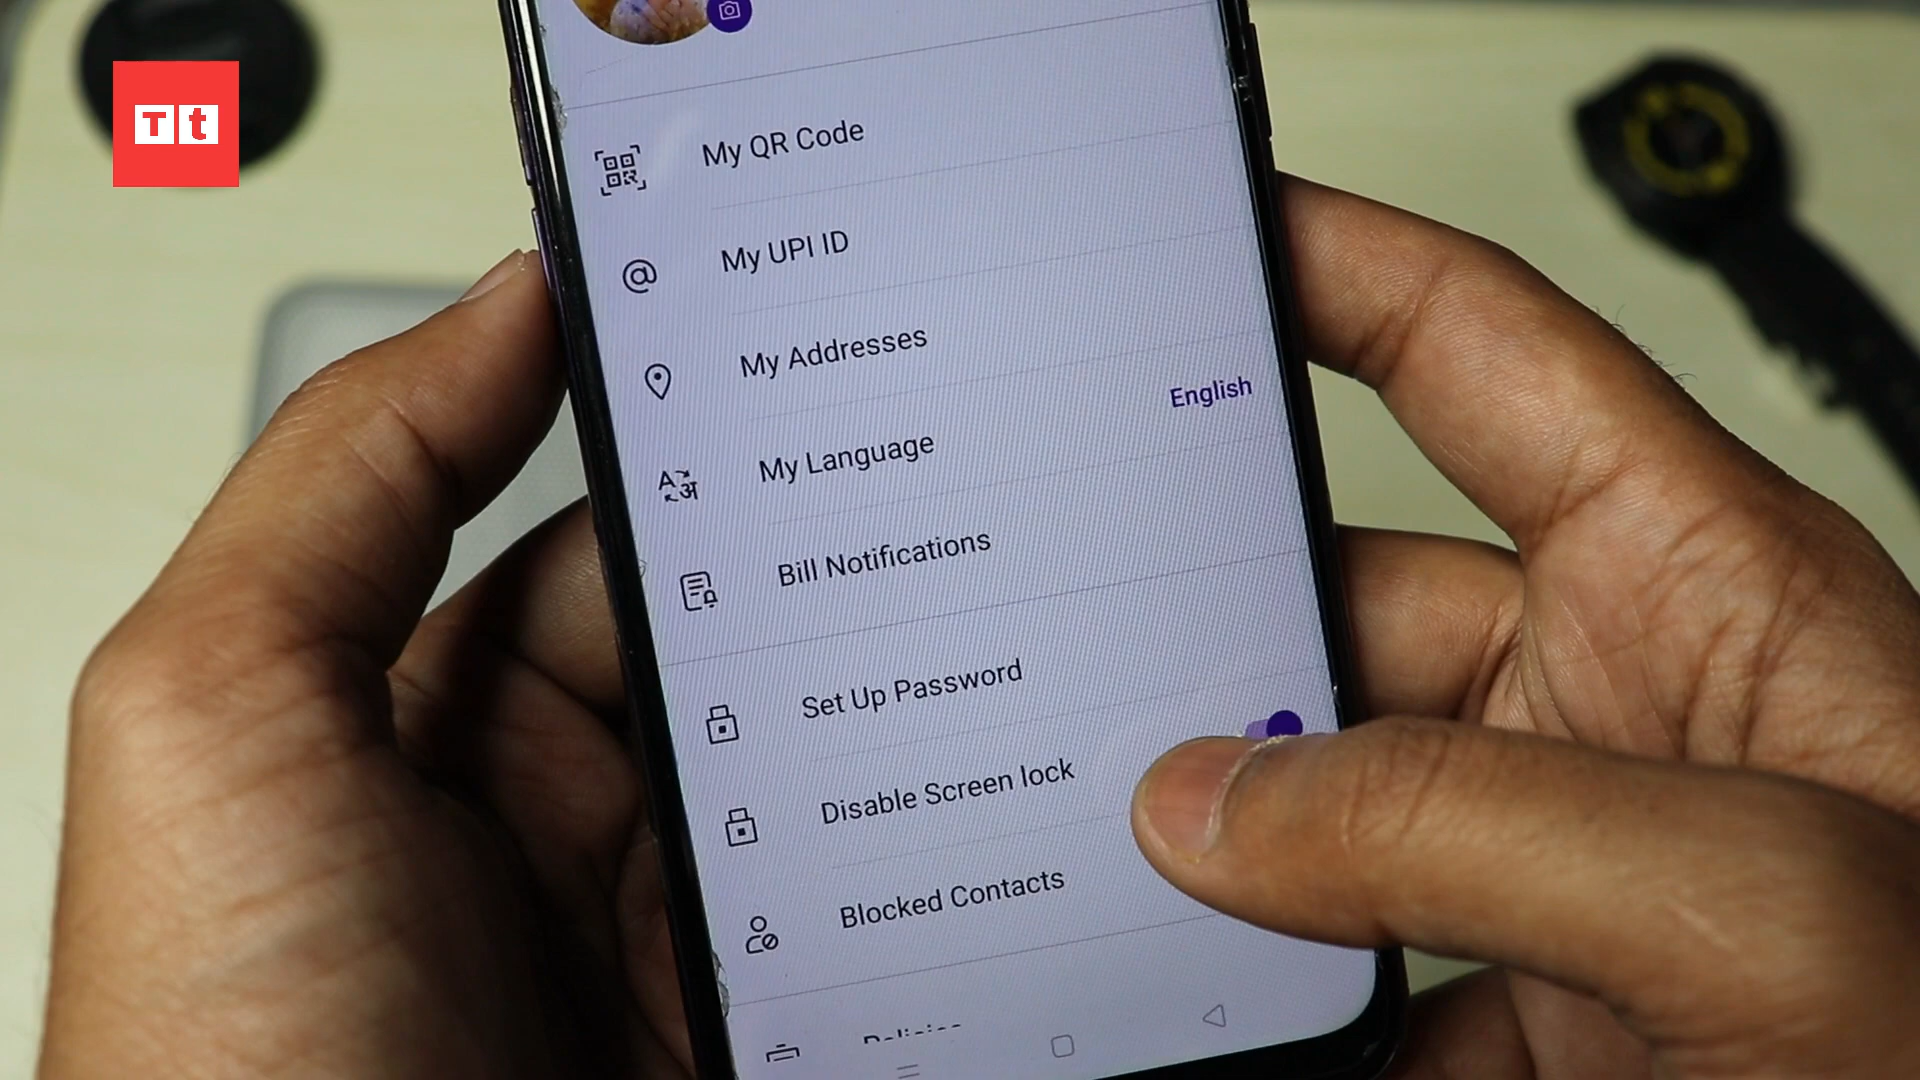 Tt
My QR Code
@
My UPI ID
My Addresses
English
A अ
My Language
Bill Notifications
Set Up Password
Disable Screen lock
Blocked Contacts